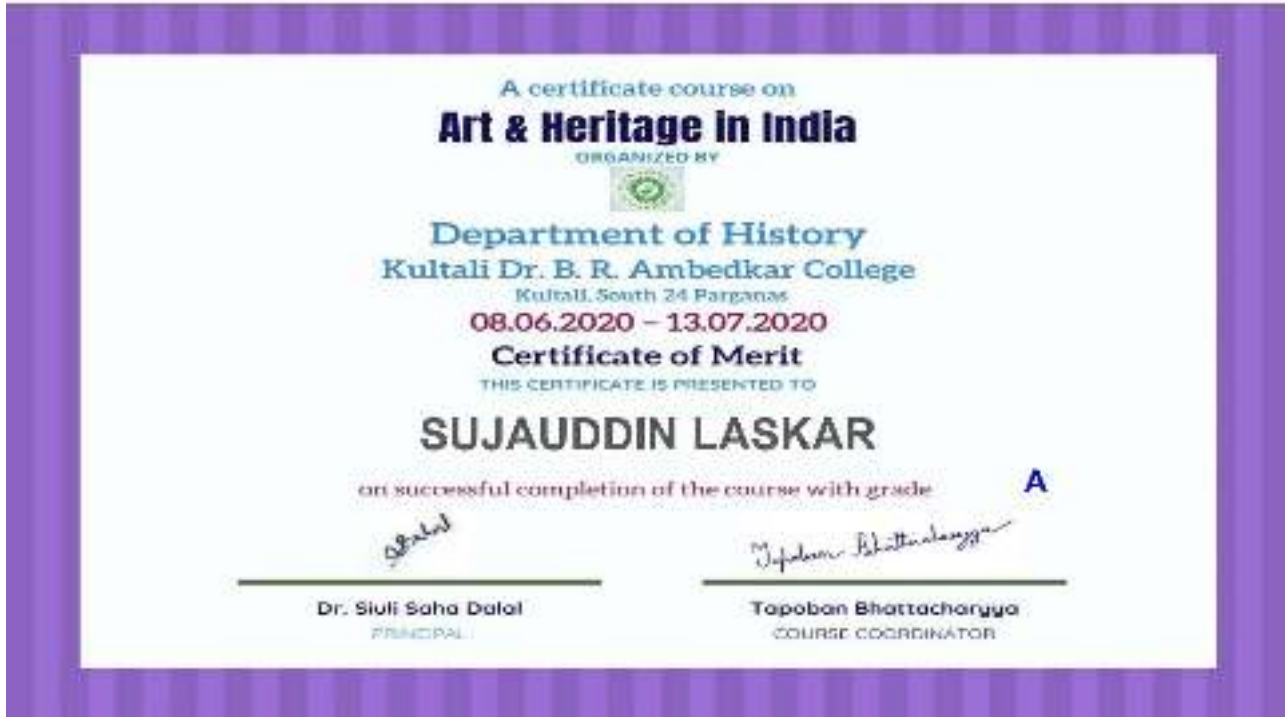 A certificate course on
Art & Heritage in India
ORGANIZED BY
Department of History
Kultali Dr. B. R. Ambedkar College
Kultali, South 24 Parganas
08.06.2020 – 13.07.2020
Certificate of Merit
THIS CERTIFICATE IS PRESENTED TO
SUJAUDDIN LASKAR
on successful completion of the course with grade A
Tapoban Bhattacharyya
Dr. Siuli Saha Dalal
Tapoban Bhattacharyya
PRINCIPAL
COURSE COORDINATOR